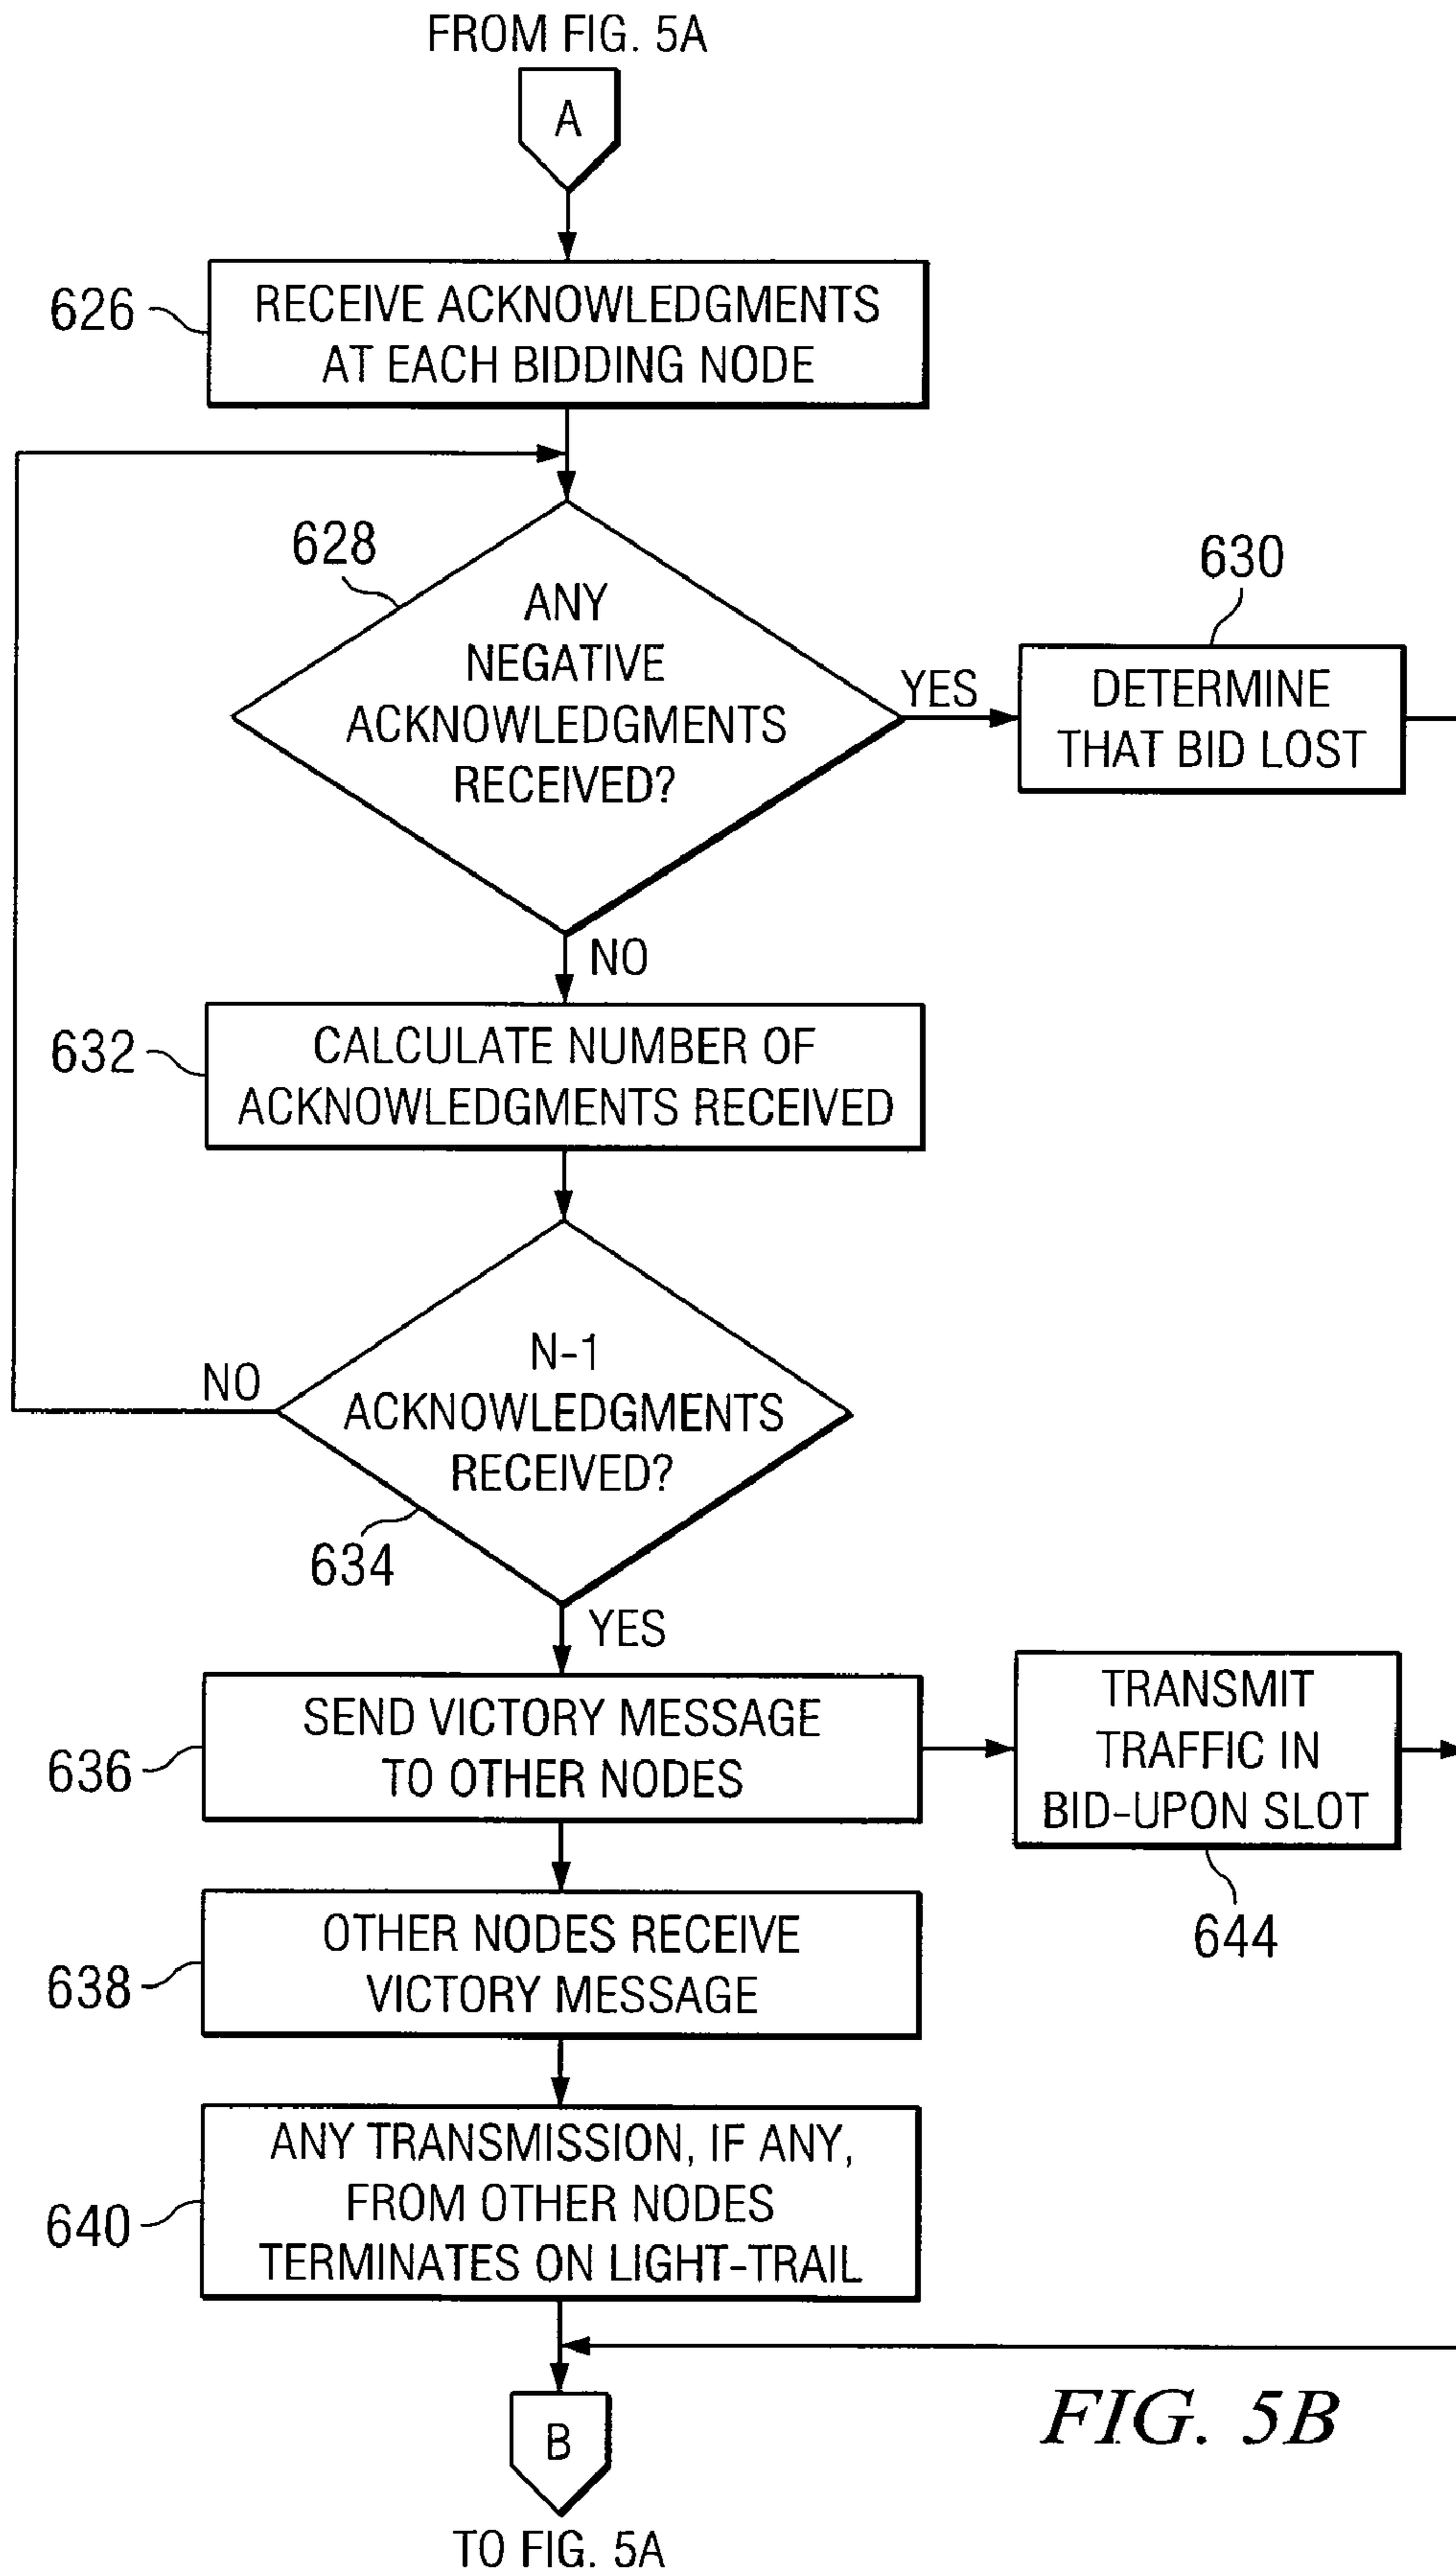 FROM FIG. 5A
A
626
RECEIVE ACKNOWLEDGMENTS
AT EACH BIDDING NODE
628
ANY
NEGATIVE
ACKNOWLEDGMENTS
RECEIVED?
YES
630
DETERMINE
THAT BID LOST
NO
632
CALCULATE NUMBER OF
ACKNOWLEDGMENTS RECEIVED
NO
N-1
ACKNOWLEDGMENTS
RECEIVED?
634
YES
636
SEND VICTORY MESSAGE
TO OTHER NODES
TRANSMIT
TRAFFIC IN
BID-UPON SLOT
644
638
OTHER NODES RECEIVE
VICTORY MESSAGE
640
ANY TRANSMISSION, IF ANY,
FROM OTHER NODES
TERMINATES ON LIGHT-TRAIL
B
TO FIG. 5A
FIG. 5B